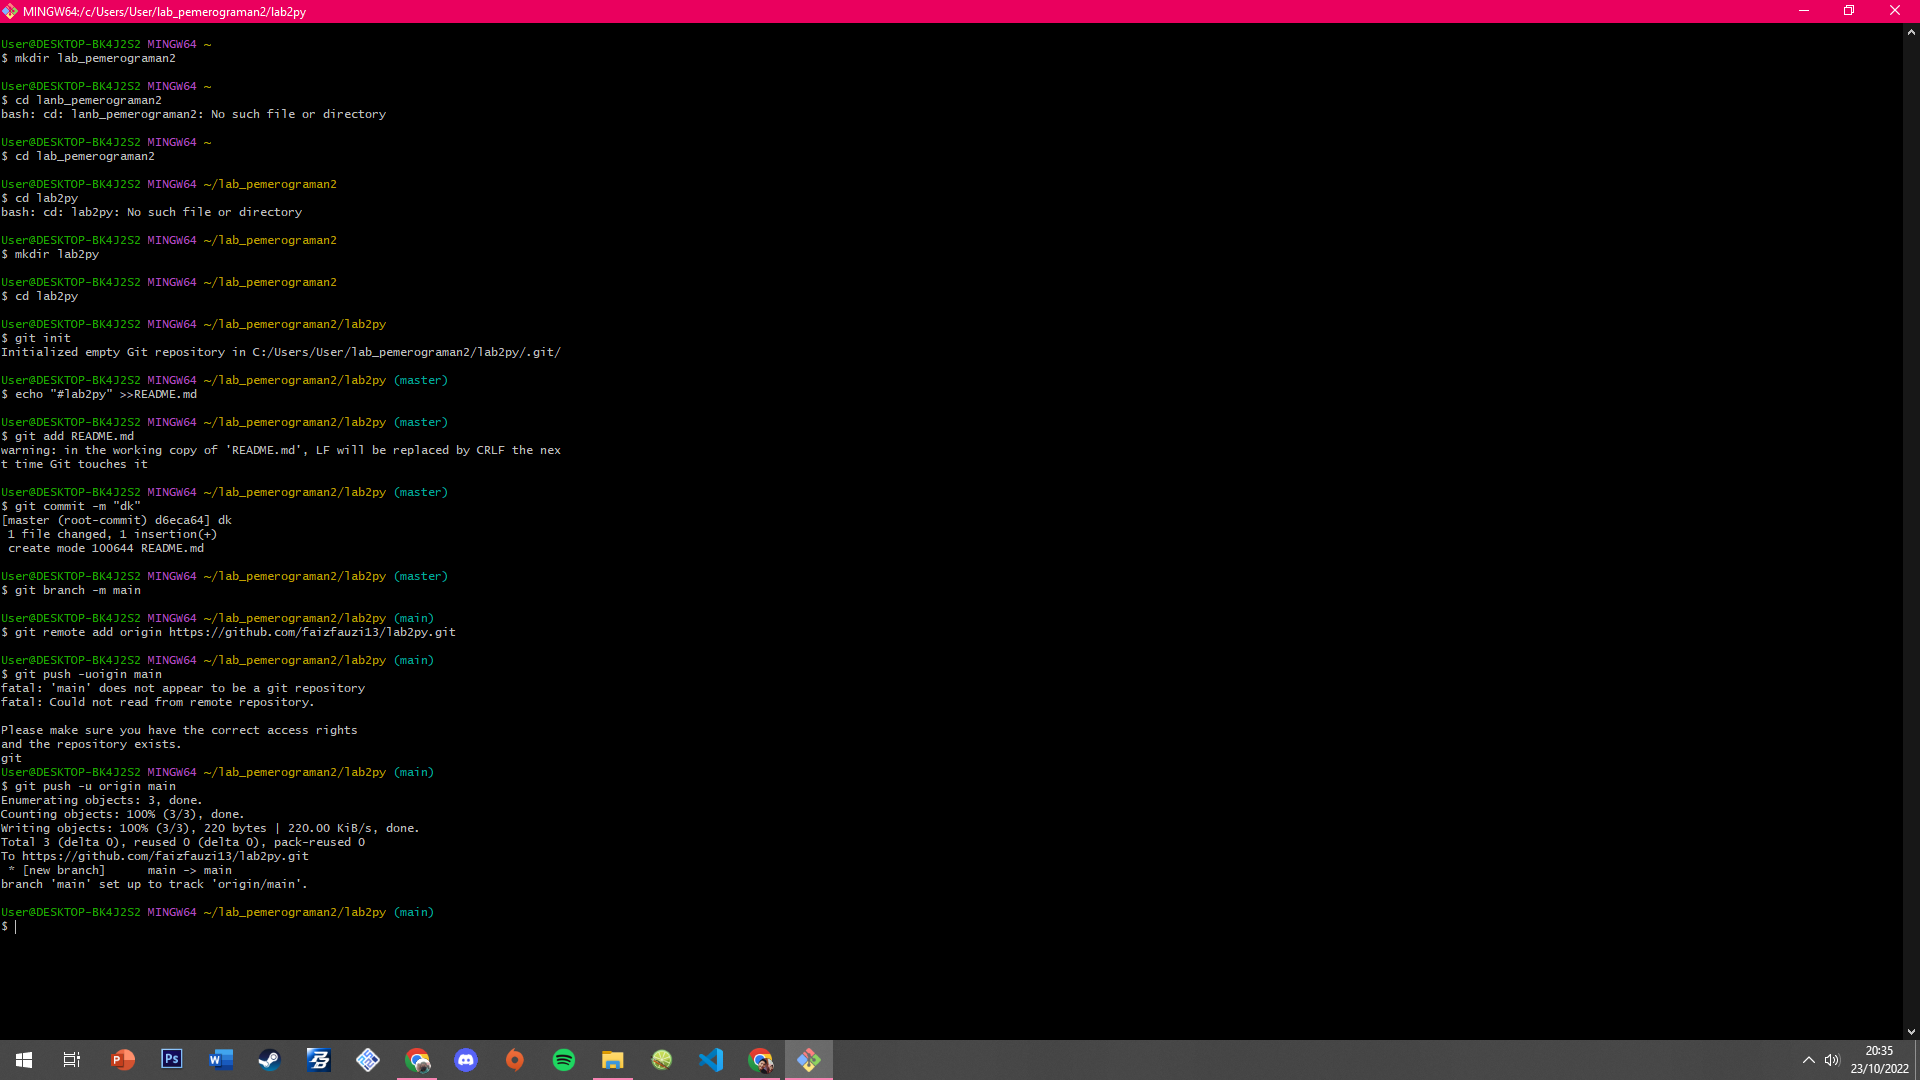 MINGW64:/c/Users/User/lab_pemerograman2/lab2py
User@DESKTOP-BK4J2S2 MINGW64 ~
$ mkdir lab_pemerograman2
User@DESKTOP-BK4J2S2 MINGW64 ~
$ cd lanb_pemerograman2
bash: cd: lanb_pemerograman2: No such file or directory
User@DESKTOP-BK4J2S2 MINGW64 ~
$ cd lab_pemerograman2
User@DESKTOP-BK4J2S2 MINGW64 ~/lab_pemerograman2
$ cd lab2py
bash: cd: lab2py: No such file or directory
User@DESKTOP-BK4J2S2 MINGW64 ~/lab_pemerograman2
$ mkdir lab2py
User@DESKTOP-BK4J2S2 MINGW64 ~/lab_pemerograman2
$ cd lab2py
User@DESKTOP-BK4J2S2 MINGW64 ~/lab_pemerograman2/lab2py
$ git init
Initialized empty Git repository in C:/Users/User/lab_pemerograman2/lab2py/.git/
User@DESKTOP-BK4J2S2 MINGW64 ~/lab_pemerograman2/lab2py (master)
$ echo "#lab2py" >>README.md
User@DESKTOP-BK4J2S2 MINGW64 ~/lab_pemerograman2/lab2py (master)
$ git add README.md
warning: in the working copy of 'README.md', LF will be replaced by CRLF the nex
t time Git touches it
User@DESKTOP-BK4J2S2 MINGW64 ~/lab_pemerograman2/lab2py (master)
$ git commit -m "dk"
[master (root-commit) d6eca64] dk
1 file changed, 1 insertion(+)
create mode 100644 README.md
User@DESKTOP-BK4J2S2 MINGW64 ~/lab_pemerograman2/lab2py (master)
$ git branch -m main
User@DESKTOP-BK4J2S2 MINGW64 ~/lab_pemerograman2/lab2py (main)
$ git remote add origin https://github.com/faizfauzi13/lab2py.git
User@DESKTOP-BK4J2S2 MINGW64 ~/lab_pemerograman2/lab2py (main)
$ git push -uoigin main
fatal: 'main' does not appear to be a git repository
fatal: Could not read from remote repository.
Please make sure you have the correct access rights
and the repository exists.
git
User@DESKTOP-BK4J2S2 MINGW64 ~/lab_pemerograman2/lab2py (main)
$ git push -u origin main
Enumerating objects: 3, done.
Counting objects: 100% (3/3), done.
Writing objects: 100% (3/3), 220 bytes | 220.00 KiB/s, done.
Total 3 (delta 0), reused 0 (delta 0), pack-reused 0
To https://github.com/faizfauzi13/lab2py.git
* [new branch]      main -> main
branch 'main' set up to track 'origin/main'.
User@DESKTOP-BK4J2S2 MINGW64 ~/lab_pemerograman2/lab2py (main)
$
P
Ps
W
20:35
23/10/2022